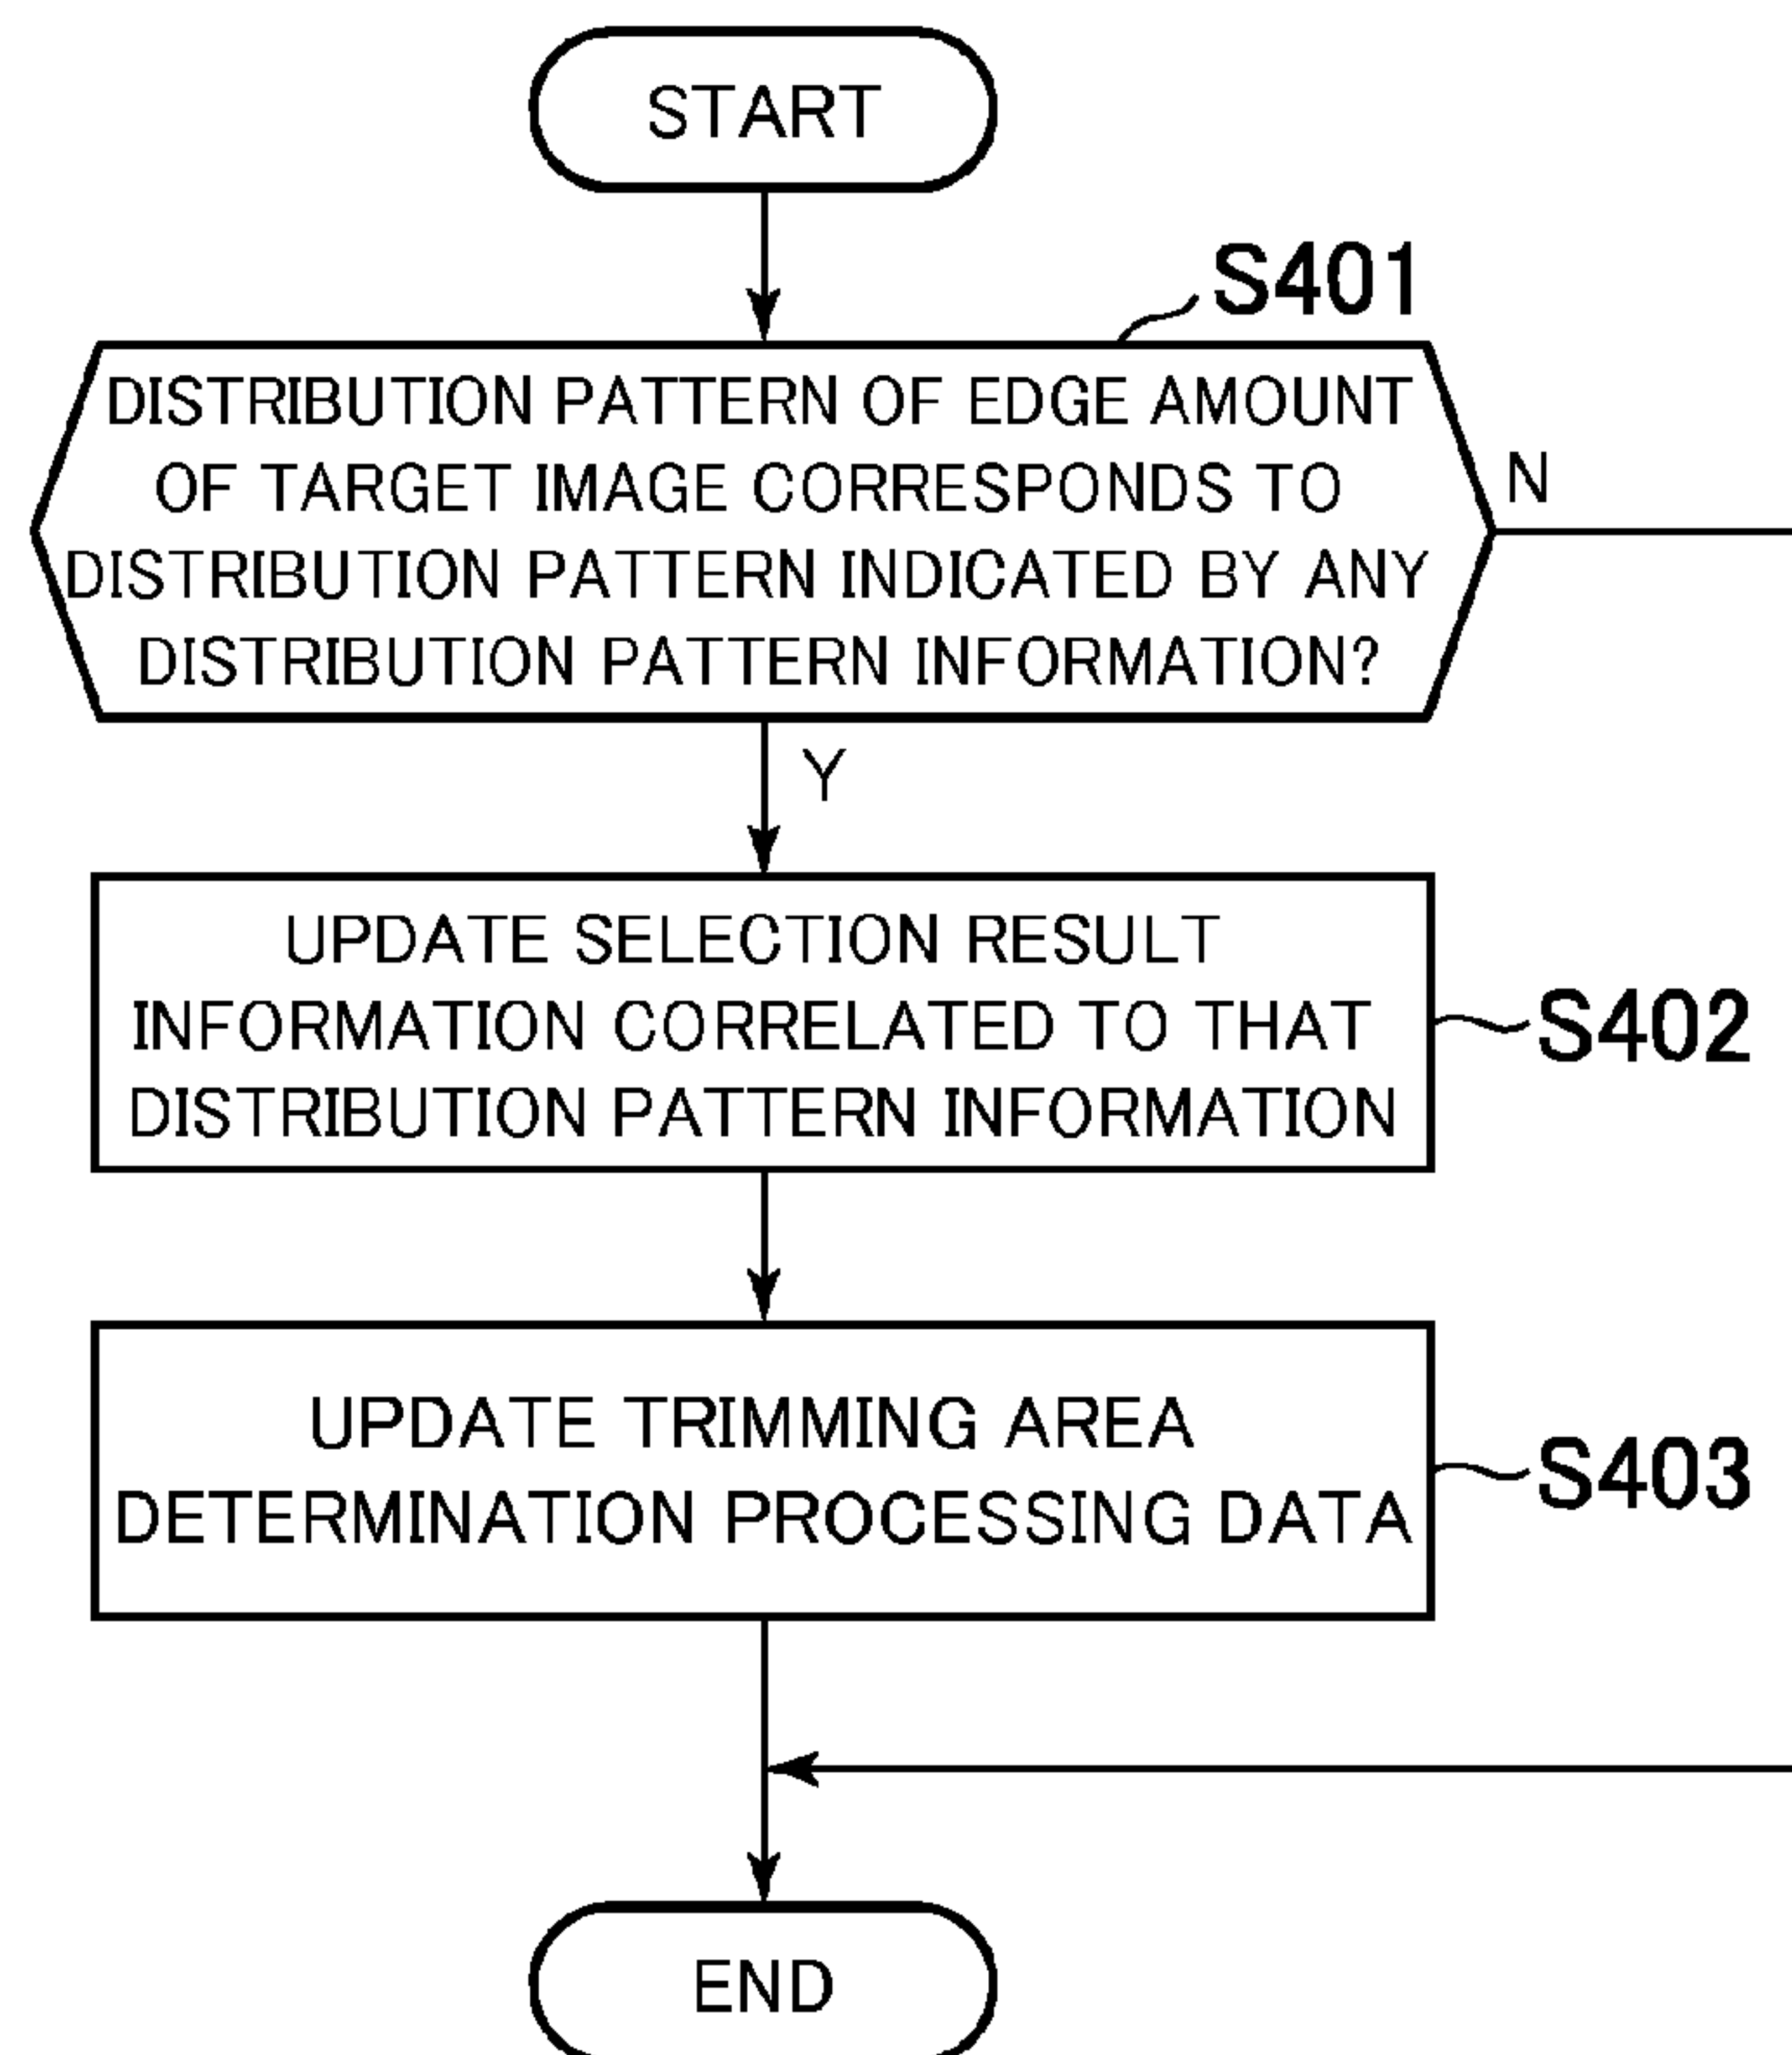 START
S401
DISTRIBUTION PATTERN OF EDGE AMOUNT
OF TARGET IMAGE CORRESPONDS TO
DISTRIBUTION PATTERN INDICATED BY ANY
DISTRIBUTION PATTERN INFORMATION?
N
Y
UPDATE SELECTION RESULT
INFORMATION CORRELATED TO THAT
DISTRIBUTION PATTERN INFORMATION
S402
UPDATE TRIMMING AREA
DETERMINATION PROCESSING DATA
S403
END